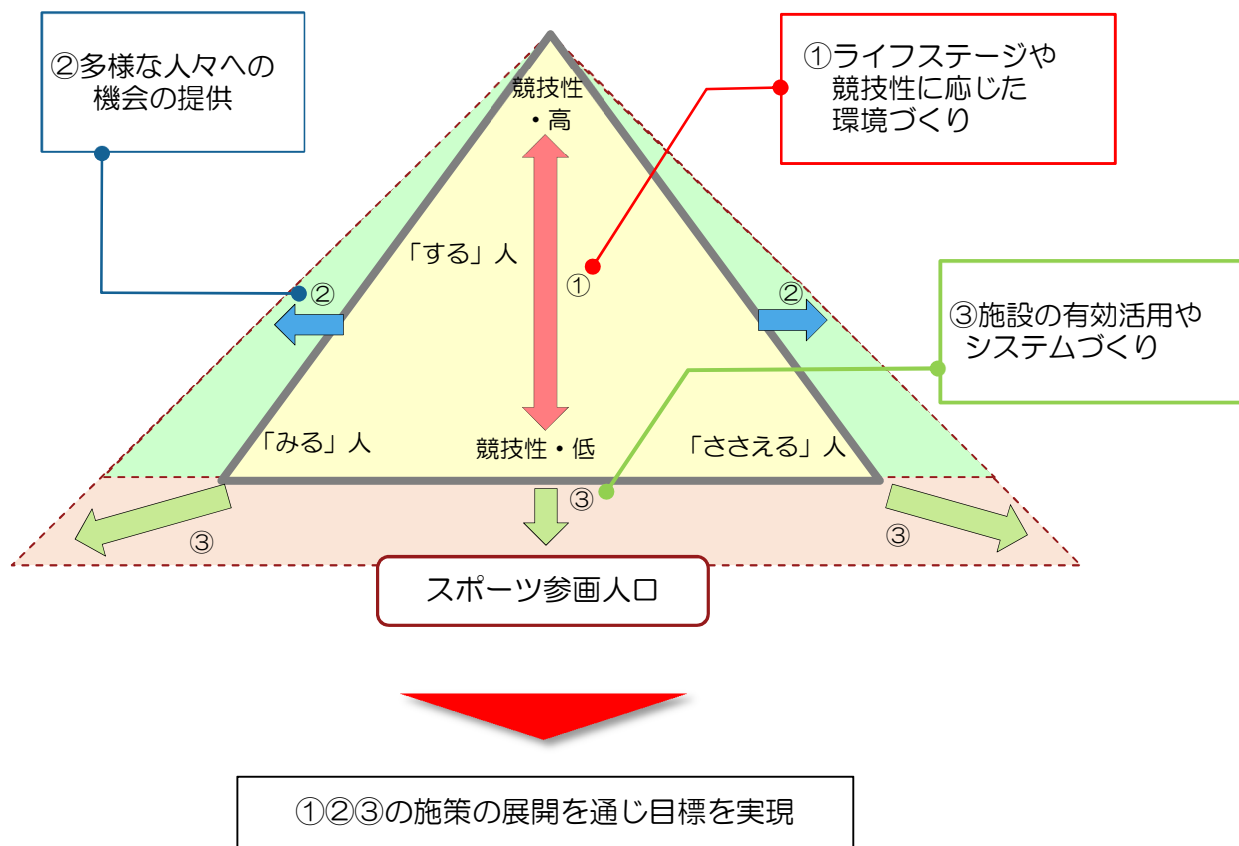 ②多様な人々への
機会の提供
①ライフステージや
競技性に応じた
環境づくり
競技性
・高
「する」人
①
②
②
③施設の有効活用や
システムづくり
「みる」人
競技性・低
「ささえる」人
③
③
③
スポーツ参画人口
①②③の施策の展開を通じ目標を実現